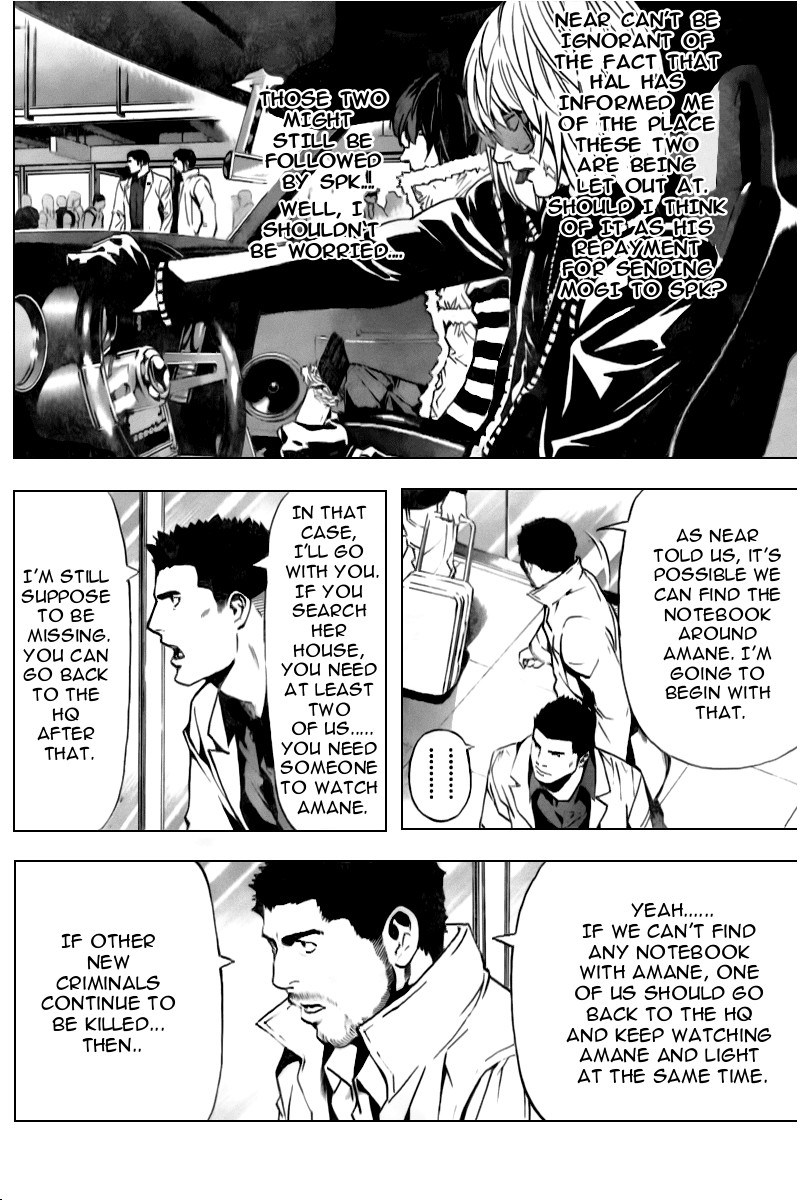 NEAR CAN'T BE
IGNORANT OF
THE FACT THAT
HAL HAS
INFORMED ME
OF THE PLACE
THESE TWO
ARE BEING
LET OUT AT.
SHOULD I THINK
OF IT AS HIS
REPAYMENT
FOR SENDING
MOGI TO SPK?
THOSE TWO
MIGHT
STILL BE
FOLLOWED
BY SPK.!!
WELL, I
SHOULDN'T
BE WORRIED....
AS NEAR
TOLD US, IT'S
POSSIBLE WE
CAN FIND THE
NOTEBOOK
AROUND
AMANE. I'M
GOING TO
BEGIN WITH
THAT.
IN THAT
CASE,
I'LL GO
WITH YOU.
IF YOU
SEARCH
HER
HOUSE,
YOU NEED
AT LEAST
TWO
OF US.....
YOU NEED
SOMEONE
TO WATCH
AMANE.
I'M STILL
SUPPOSE
TO BE
MISSING.
YOU CAN
GO BACK
TO THE
HQ
AFTER
THAT.
YEAH......
IF WE CAN'T FIND
ANY NOTEBOOK
WITH AMANE, ONE
OF US SHOULD GO
BACK TO THE HQ
AND KEEP WATCHING
AMANE AND LIGHT
AT THE SAME TIME.
IF OTHER
NEW
CRIMINALS
CONTINUE TO
BE KILLED...
THEN..